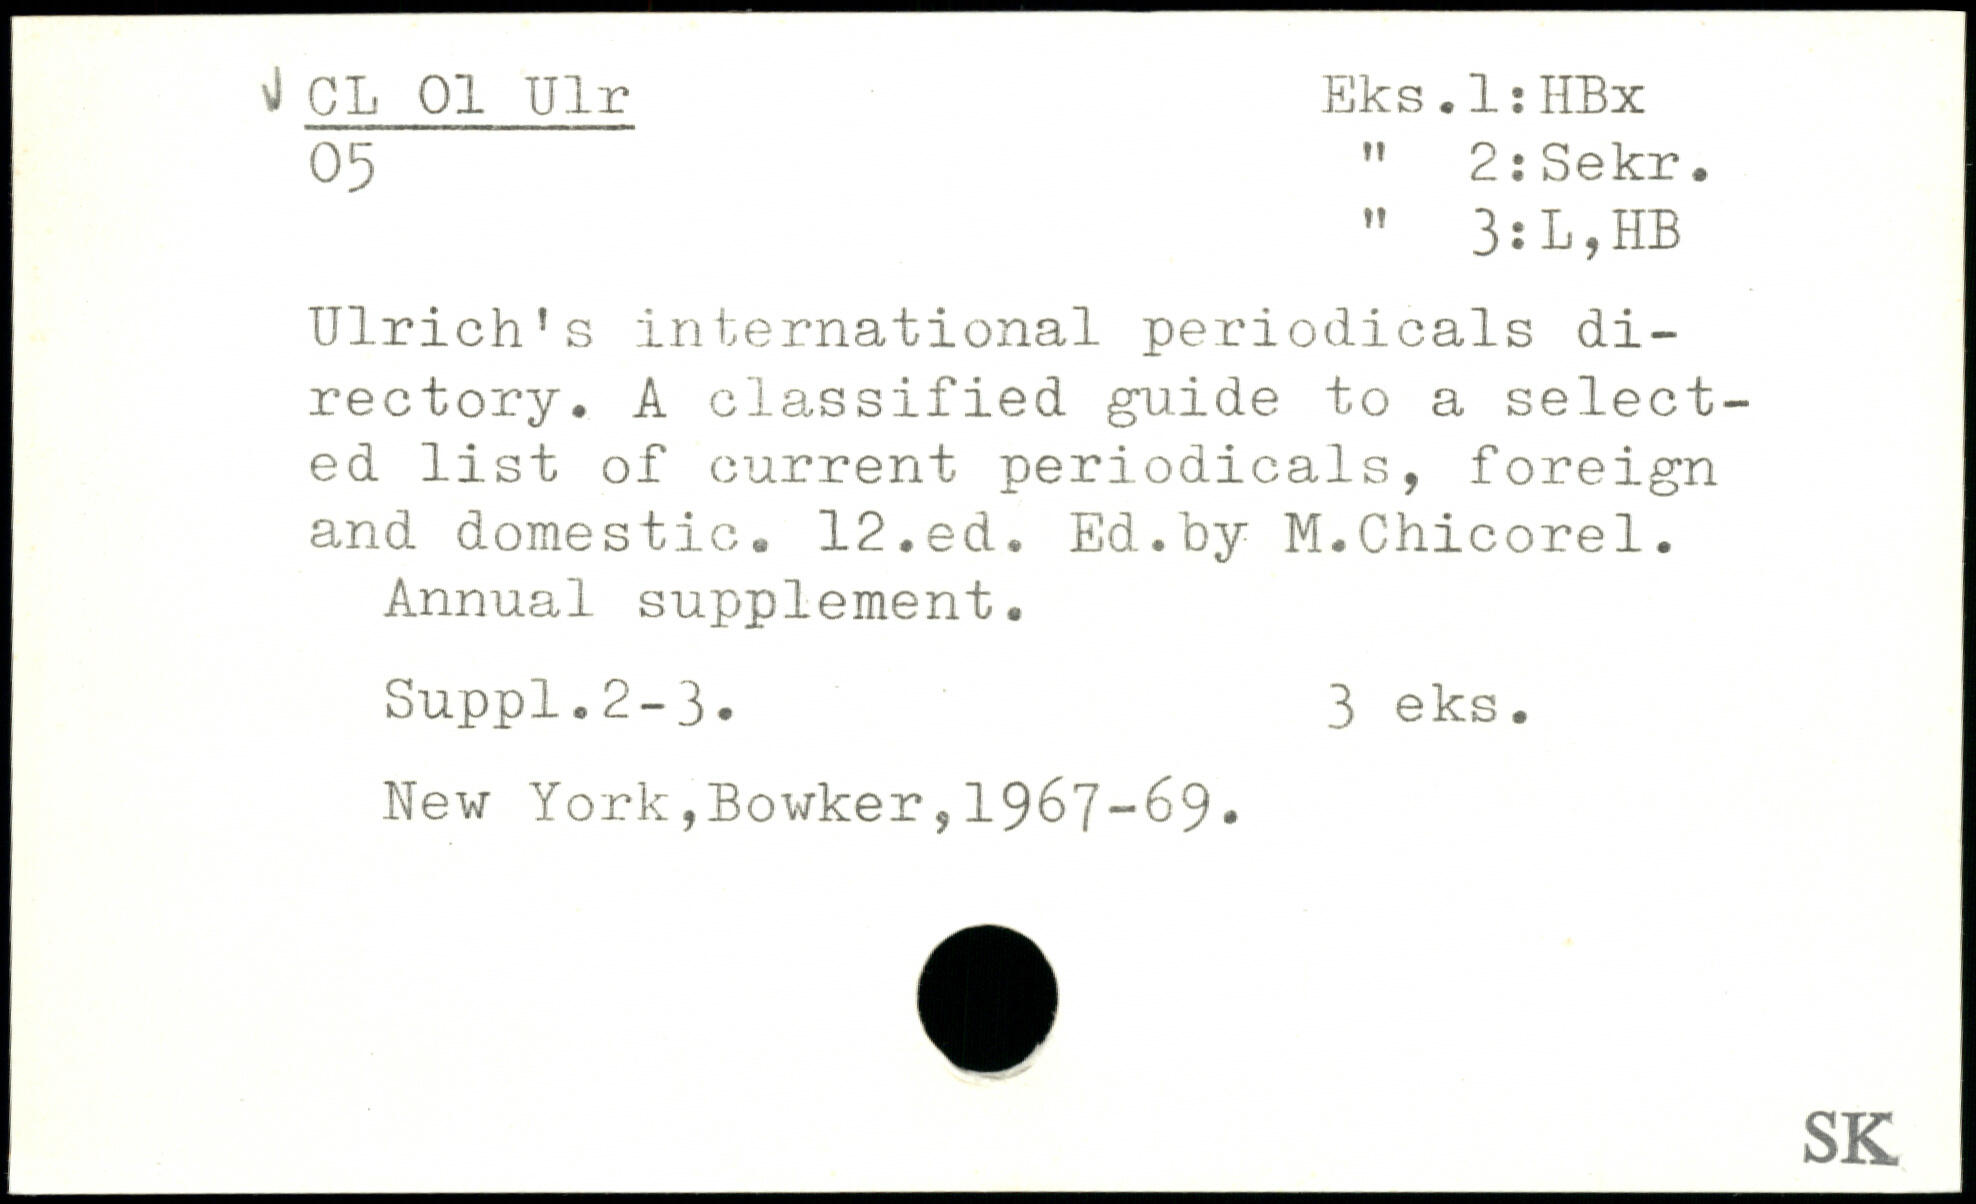 CL 01 Ulr
05
Eks.1:HBx
" 2:Sekr.
" 3:L,HB
Ulrich's international periodicals di-
rectory. A classified guide to a select-
ed list of current periodicals, foreign
and domestic. 12.ed. Ed.by M.Chicorel.
Annual supplement.
Suppl.2-3. 3 eks.
New York,Bowker,1967-69.
SK